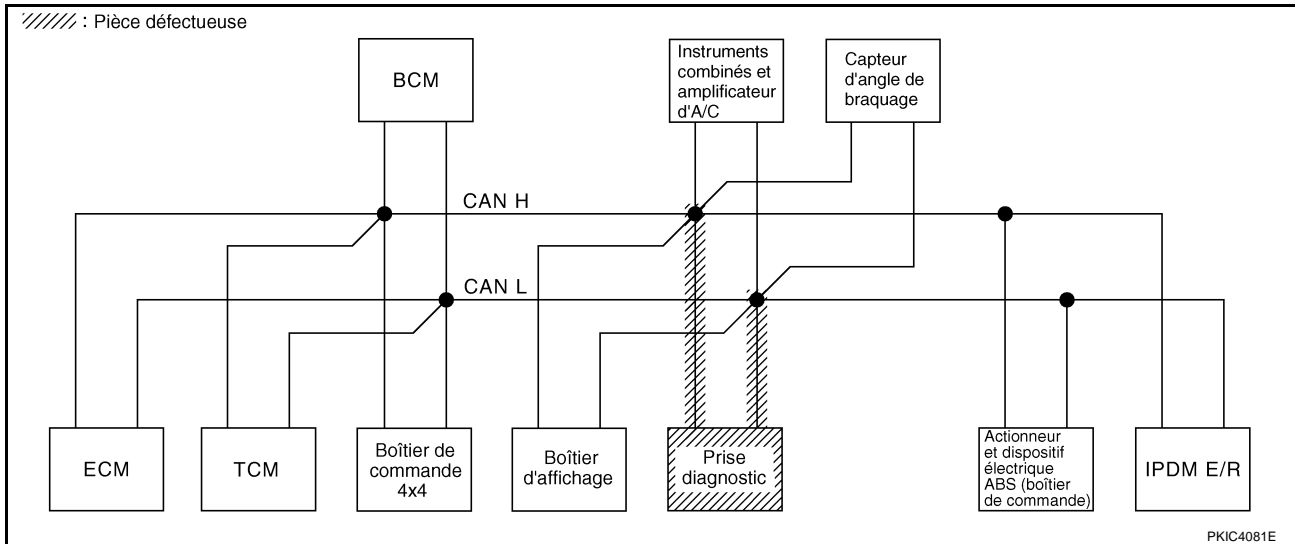 : Pièce défectueuse
BCM
Instruments
combinés et
amplificateur
d'A/C
Capteur
d'angle de
braquage
CAN H
CAN L
ECM
TCM
Boîtier de
commande
4x4
Boîtier
d'affichage
Prise
diagnostic
Actionneur
et dispositif
électrique
ABS (boîtier
de commande)
IPDM E/R
PKIC4081E